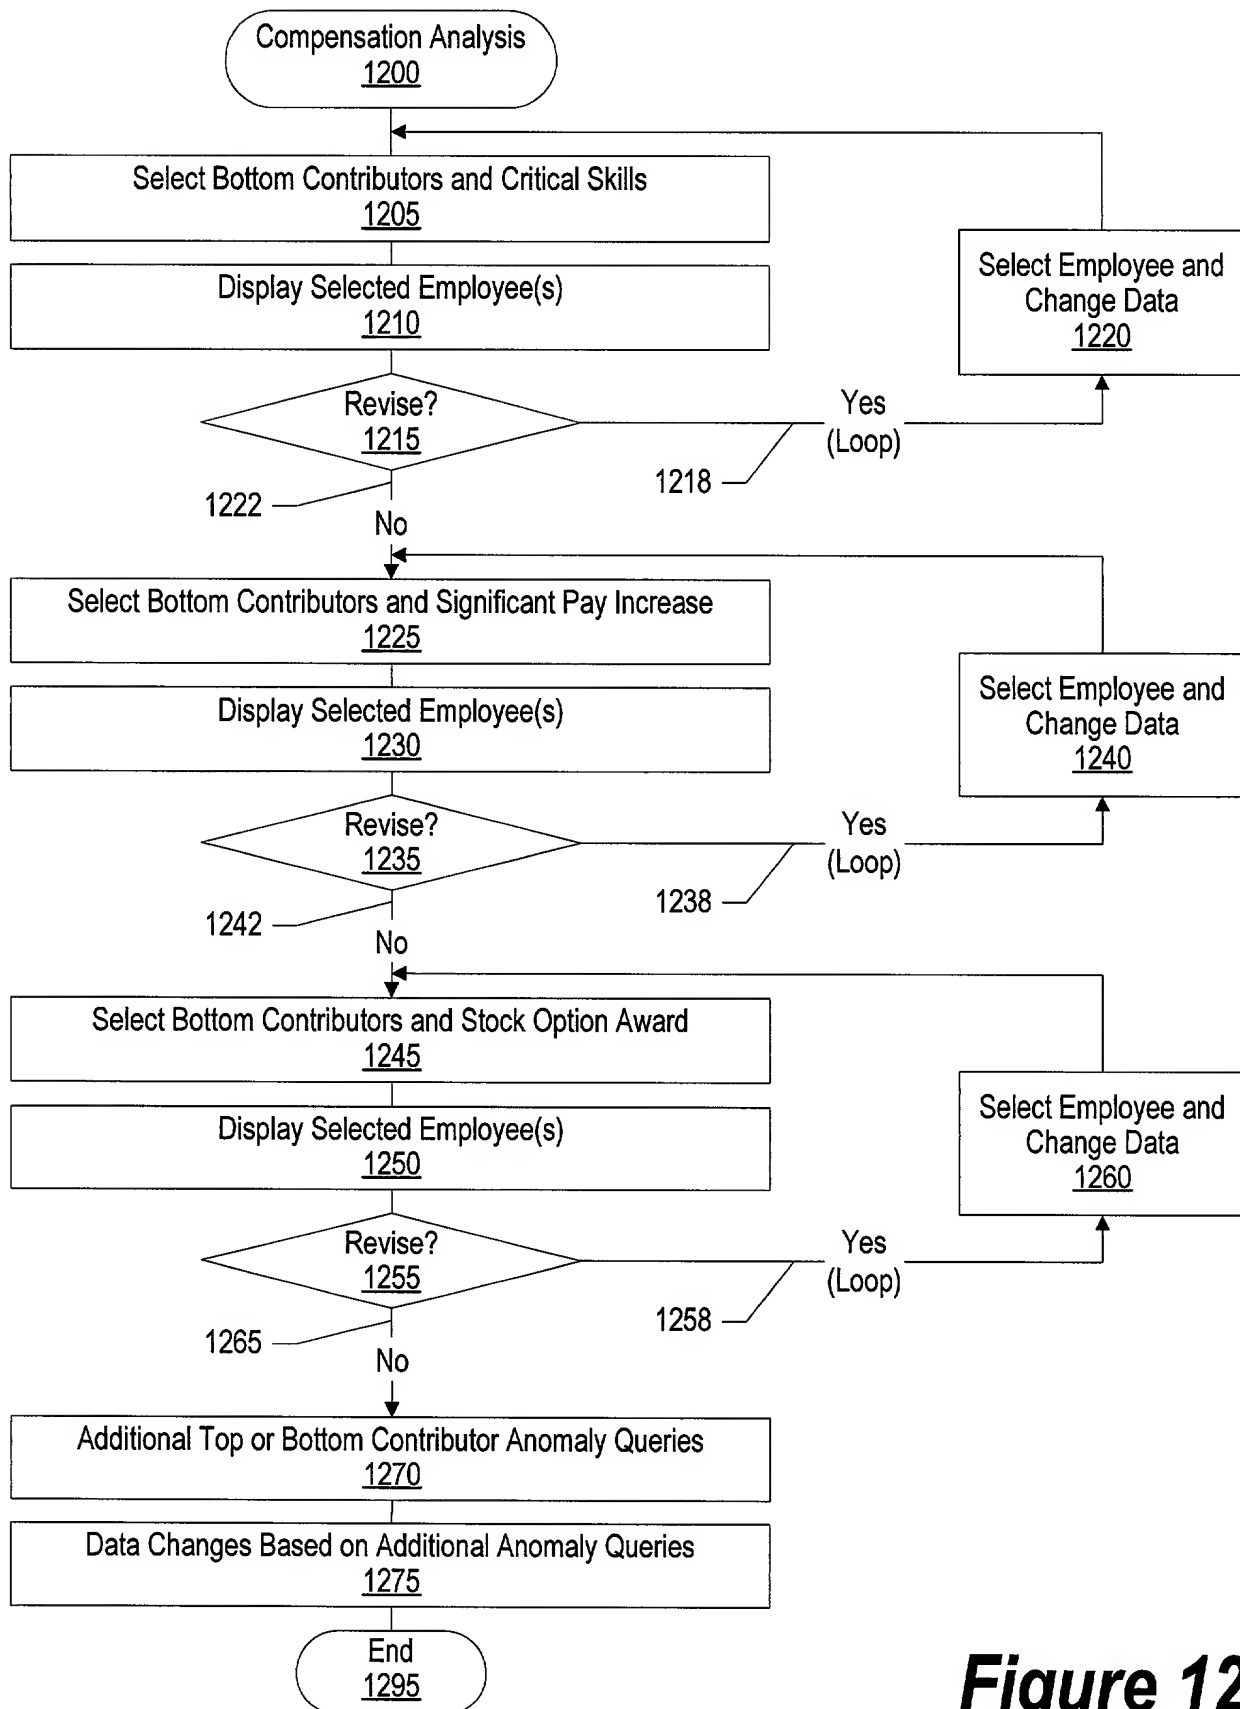 Compensation Analysis
1200
Select Bottom Contributors and Critical Skills
1205
Display Selected Employee(s)
1210
Select Employee and
Change Data
1220
Revise?
1215
Yes
(Loop)
1218
1222
No
Select Bottom Contributors and Significant Pay Increase
1225
Display Selected Employee(s)
1230
Select Employee and
Change Data
1240
Revise?
1235
Yes
(Loop)
1238
1242
No
Select Bottom Contributors and Stock Option Award
1245
Display Selected Employee(s)
1250
Select Employee and
Change Data
1260
Revise?
1255
Yes
(Loop)
1258
1265
No
Additional Top or Bottom Contributor Anomaly Queries
1270
Data Changes Based on Additional Anomaly Queries
1275
End
1295
Figure 12